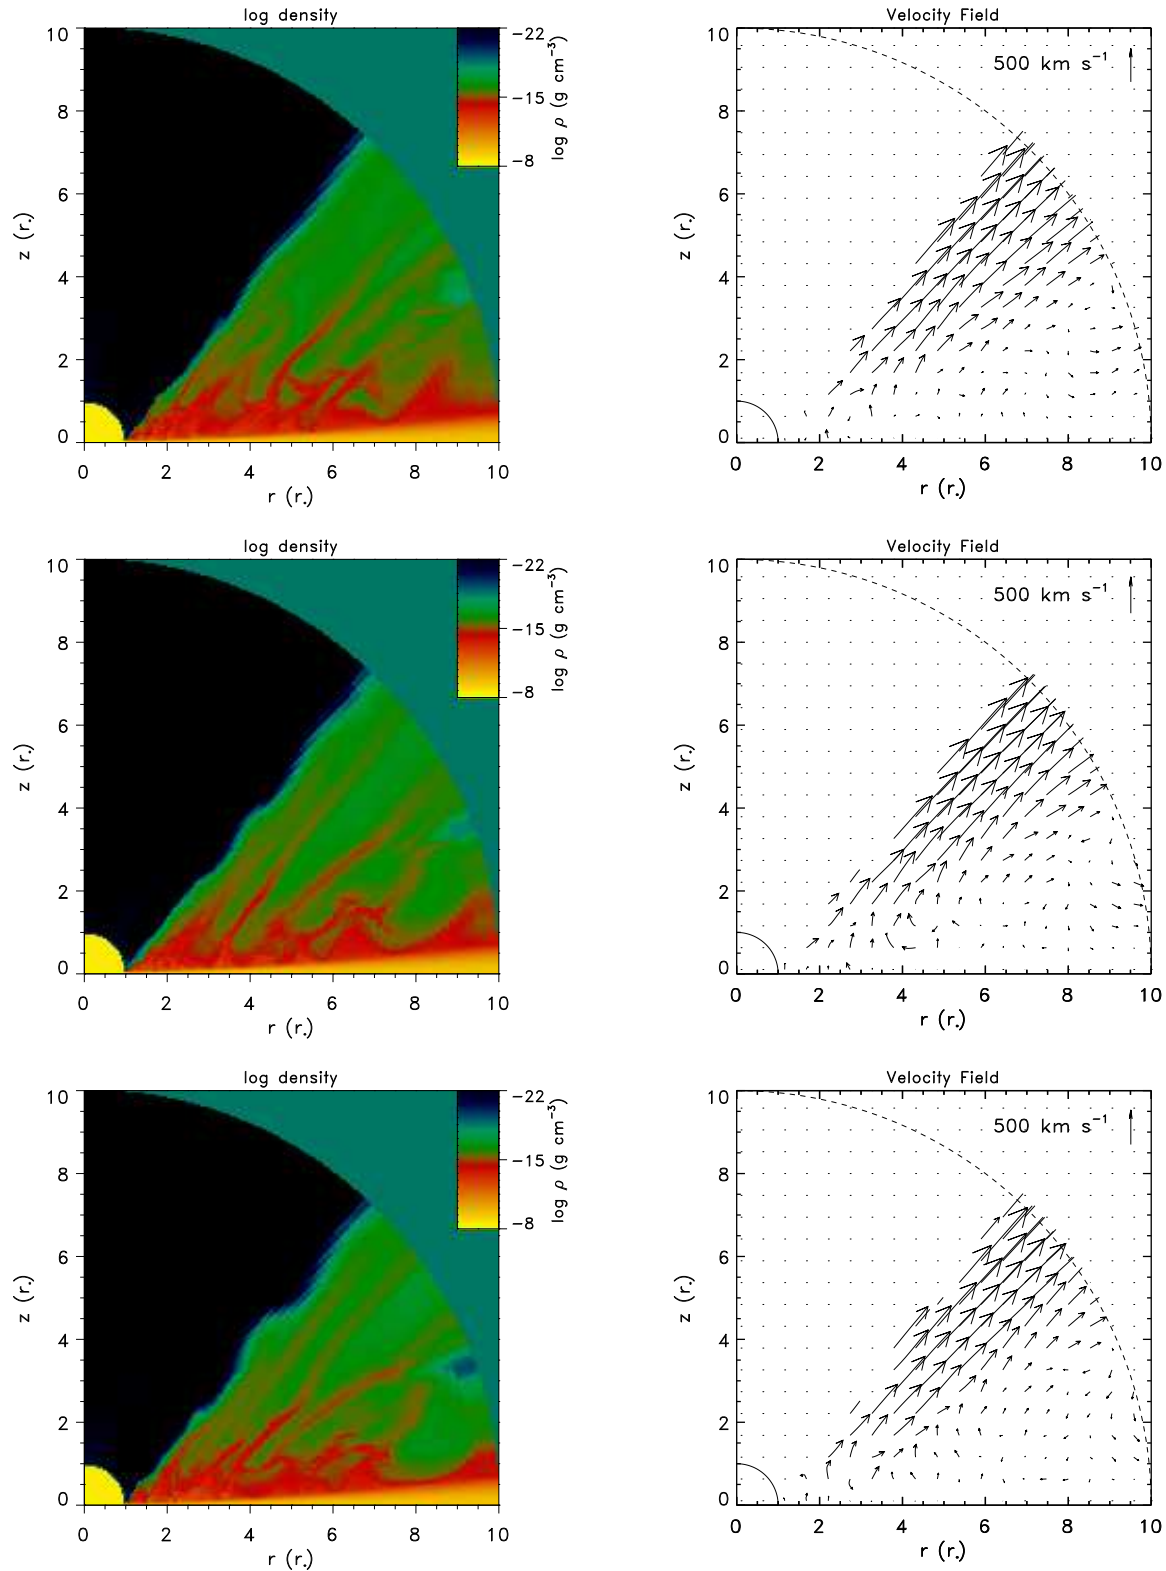 log density
10
8
6
4
2
0
0 2 4 6 8 10
z (r*)
r (r*)
-22
-15
-8
log ρ (g cm⁻³)
Velocity Field
500 km s⁻¹
10
8
6
4
2
0
0 2 4 6 8 10
z (r*)
r (r*)
log density
10
8
6
4
2
0
0 2 4 6 8 10
z (r*)
r (r*)
-22
-15
-8
log ρ (g cm⁻³)
Velocity Field
500 km s⁻¹
10
8
6
4
2
0
0 2 4 6 8 10
z (r*)
r (r*)
log density
10
8
6
4
2
0
0 2 4 6 8 10
z (r*)
r (r*)
-22
-15
-8
log ρ (g cm⁻³)
Velocity Field
500 km s⁻¹
10
8
6
4
2
0
0 2 4 6 8 10
z (r*)
r (r*)